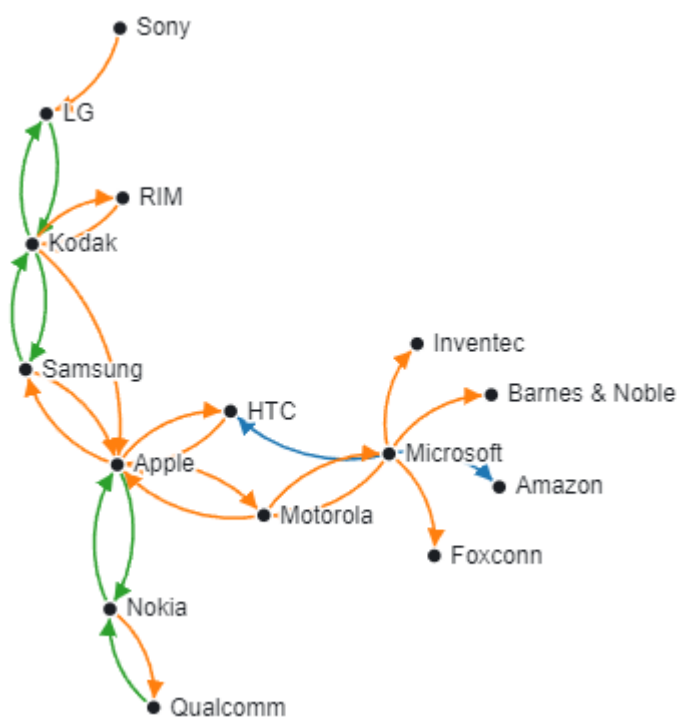 Sony
LG
RIM
Kodak
Inventec
Samsung
Barnes & Noble
HTC
Microsoft
Apple
Amazon
Motorola
Foxconn
Nokia
Qualcomm